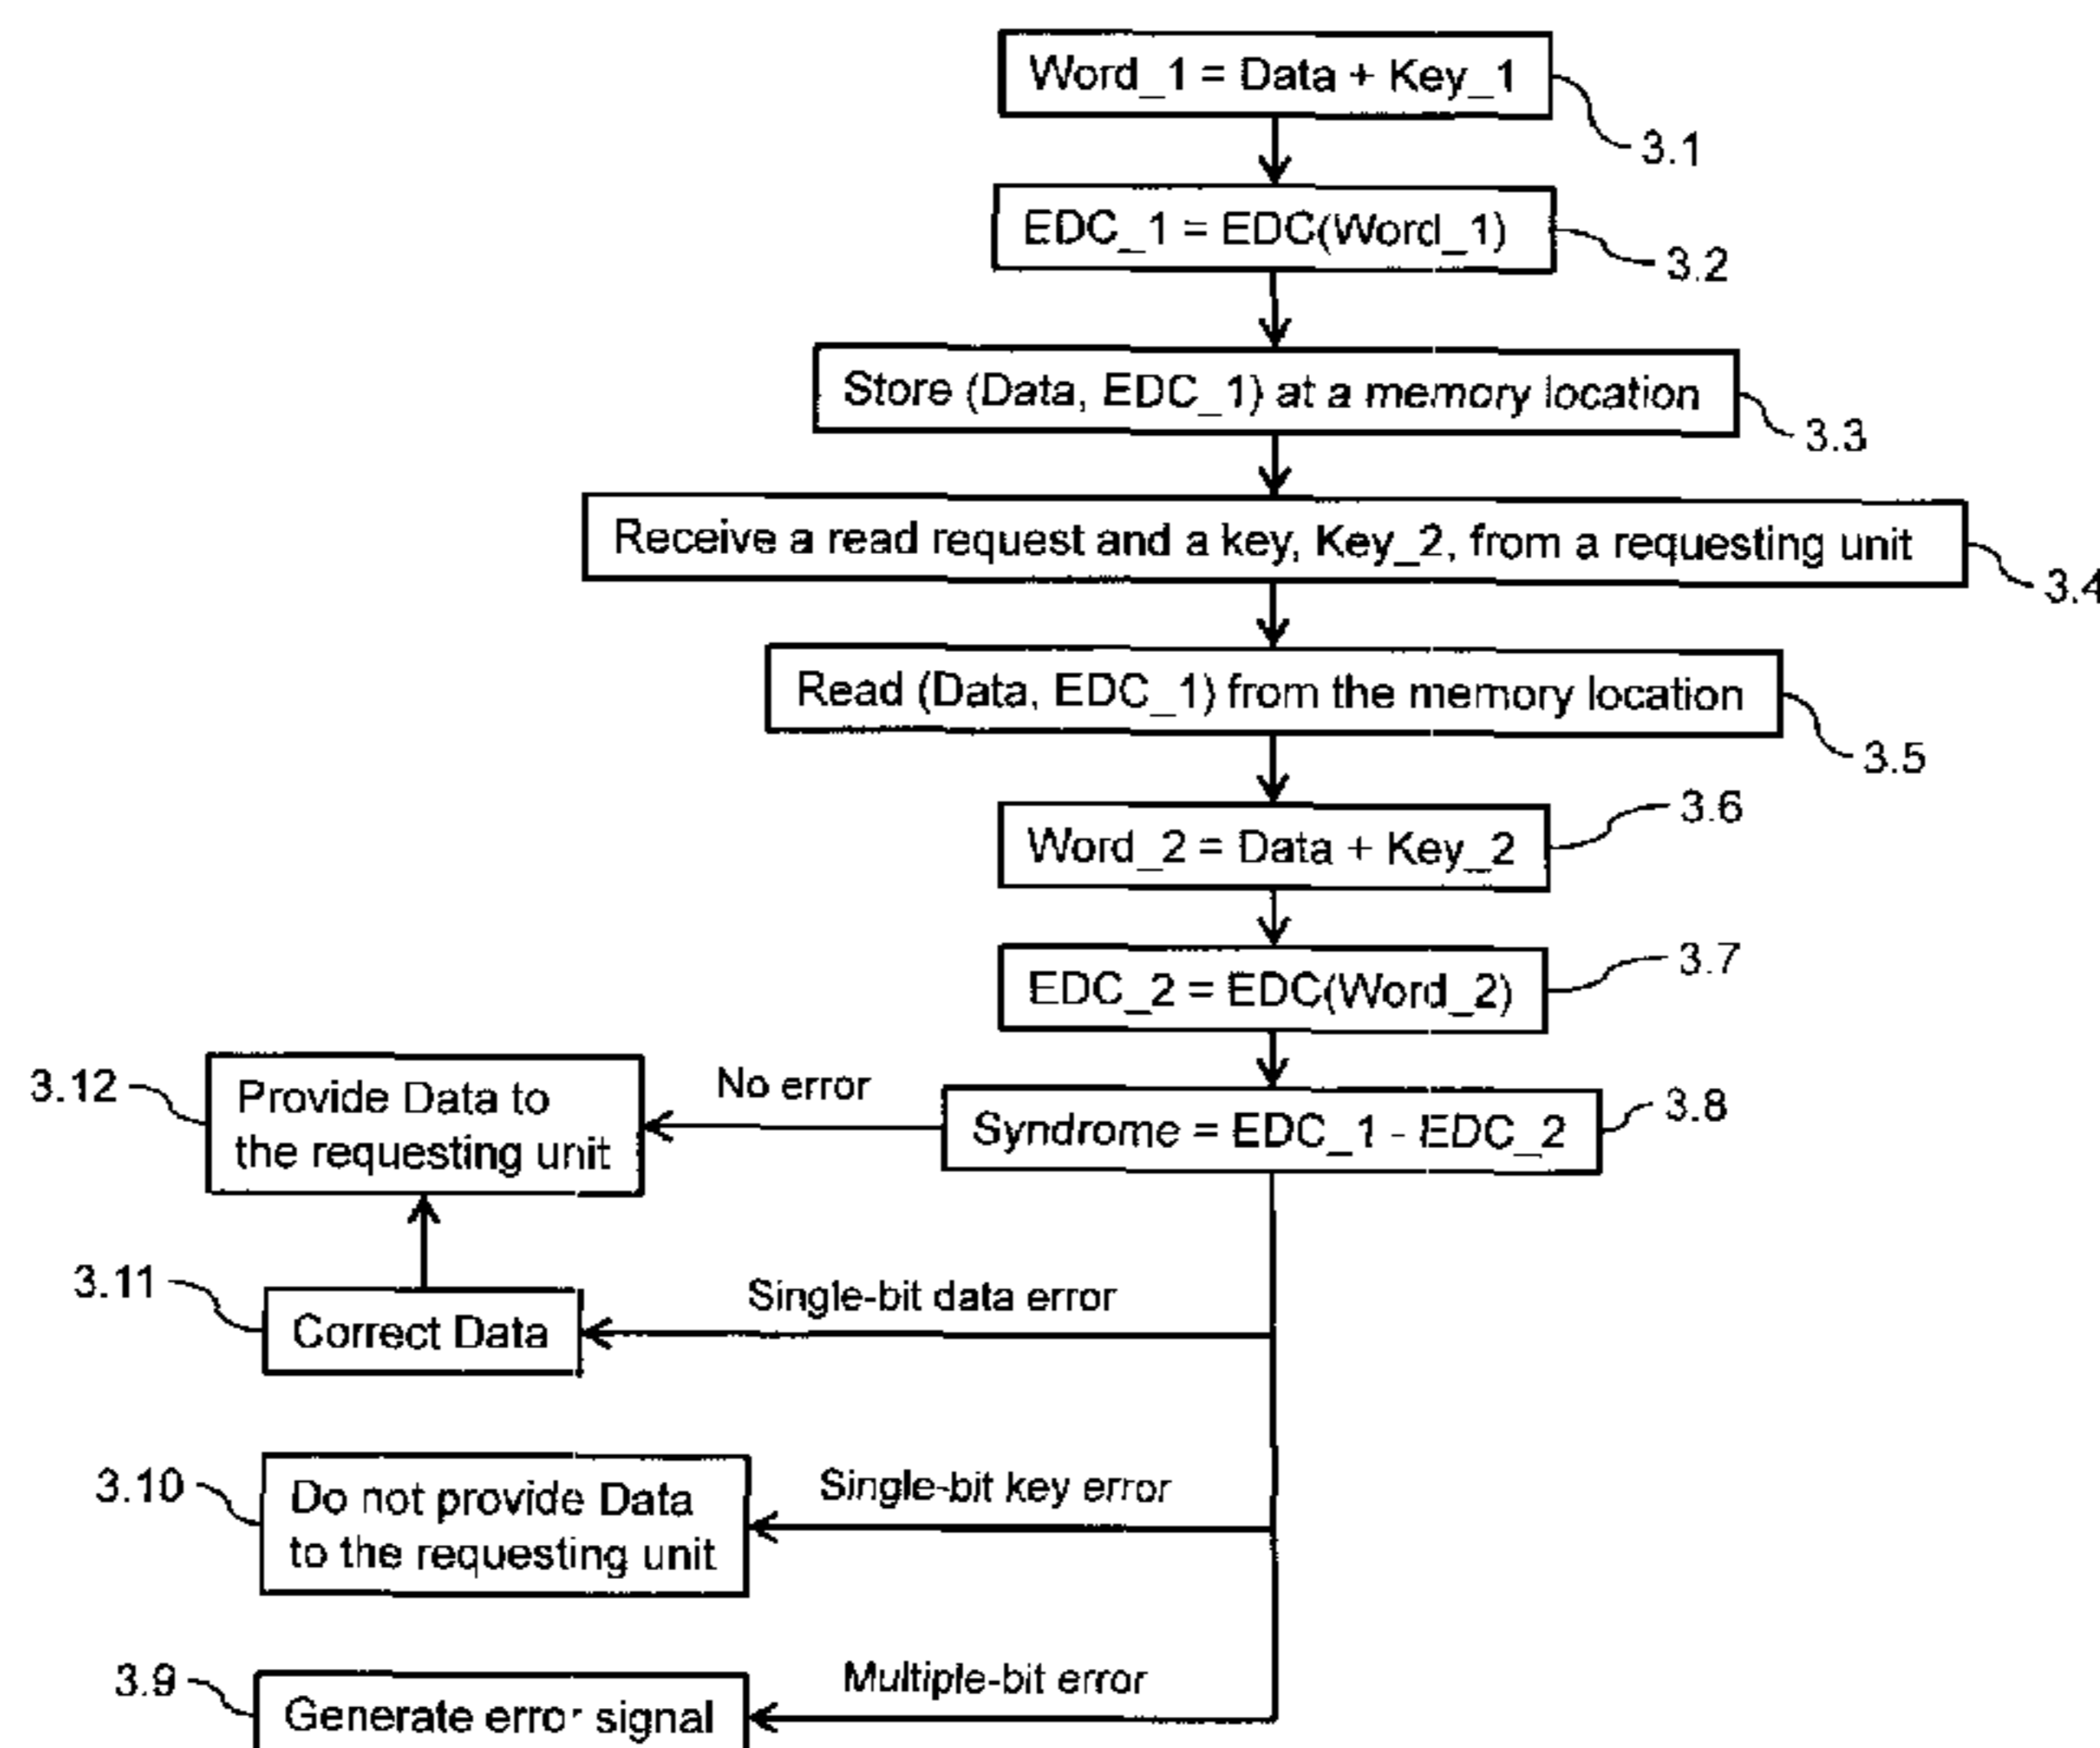 Word_1 = Data + Key_1
3.1
EDC_1 = EDC(Word_1)
3.2
Store (Data, EDC_1) at a memory location
3.3
Receive a read request and a key, Key_2, from a requesting unit
3.4
Read (Data, EDC_1) from the memory location
3.5
Word_2 = Data + Key_2
3.6
EDC_2 = EDC(Word_2)
3.7
Syndrome = EDC_1 - EDC_2
3.8
No error
3.12
Provide Data to
the requesting unit
Single-bit data error
3.11
Correct Data
Single-bit key error
3.10
Do not provide Data
to the requesting unit
Multiple-bit error
3.9
Generate error signal